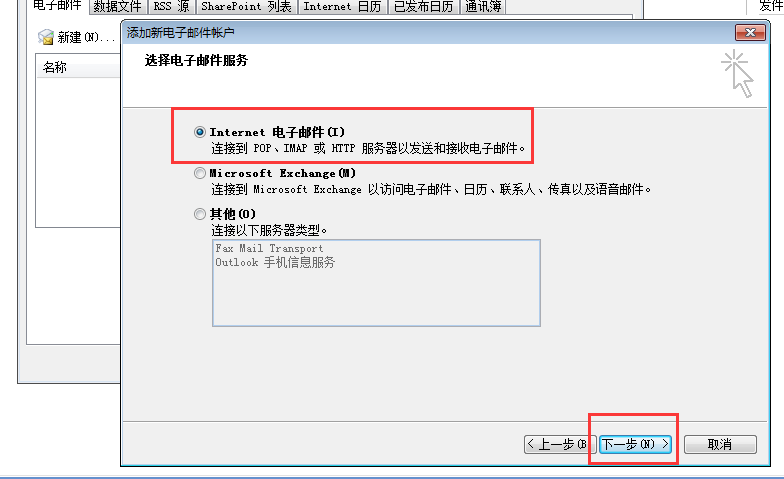 电子邮件 数据文件 RSS 源 SharePoint 列表 Internet 日历 已发布日历 通讯簿
发件
新建(N)...
名称
添加新电子邮件帐户
选择电子邮件服务
Internet 电子邮件(I)
连接到 POP、IMAP 或 HTTP 服务器以发送和接收电子邮件。
Microsoft Exchange(M)
连接到 Microsoft Exchange 以访问电子邮件、日历、联系人、传真以及语音邮件。
其他(O)
连接以下服务器类型。
Fax Mail Transport
Outlook 手机信息服务
< 上一步(B 下一步(N) > 取消